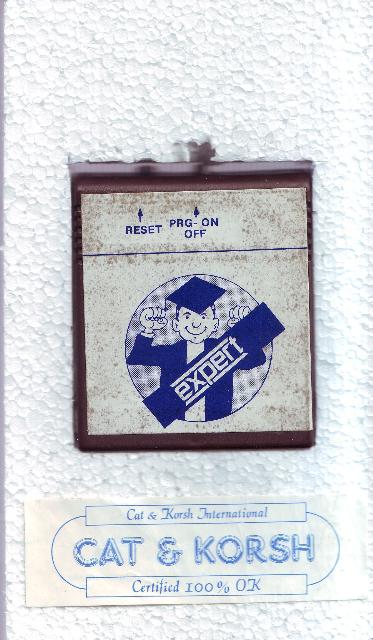 RESET PRG- ON
OFF
expert
Cat & Korsh International
CAT & KORSH
Certified 100% OK